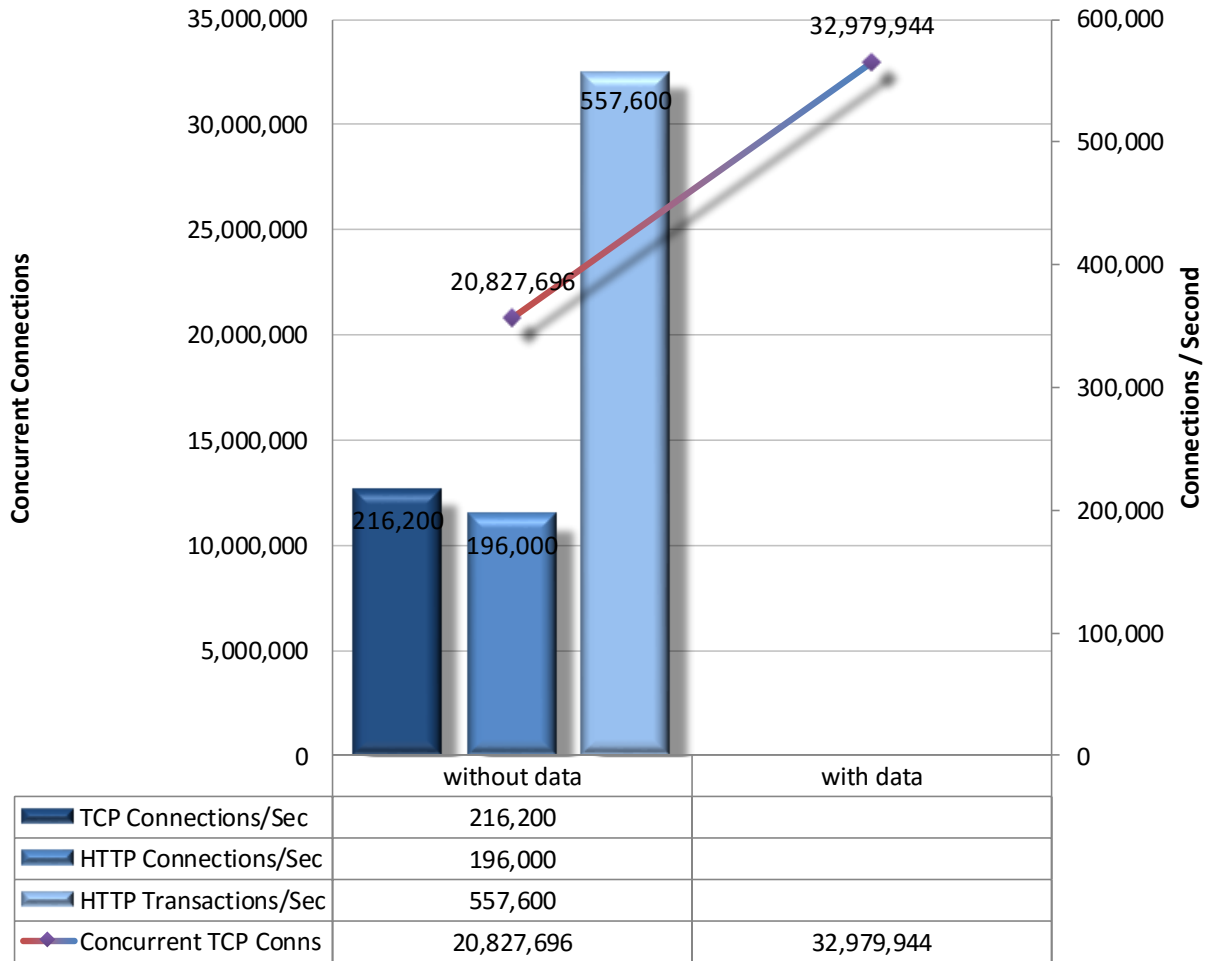 35,000,000
30,000,000
25,000,000
20,000,000
15,000,000
10,000,000
5,000,000
0
Concurrent Connections
600,000
500,000
400,000
300,000
200,000
100,000
0
Connections / Second
32,979,944
557,600
20,827,696
216,200
196,000
without data with data
TCP Connections/Sec 216,200
HTTP Connections/Sec 196,000
HTTP Transactions/Sec 557,600
Concurrent TCP Conns 20,827,696 32,979,944